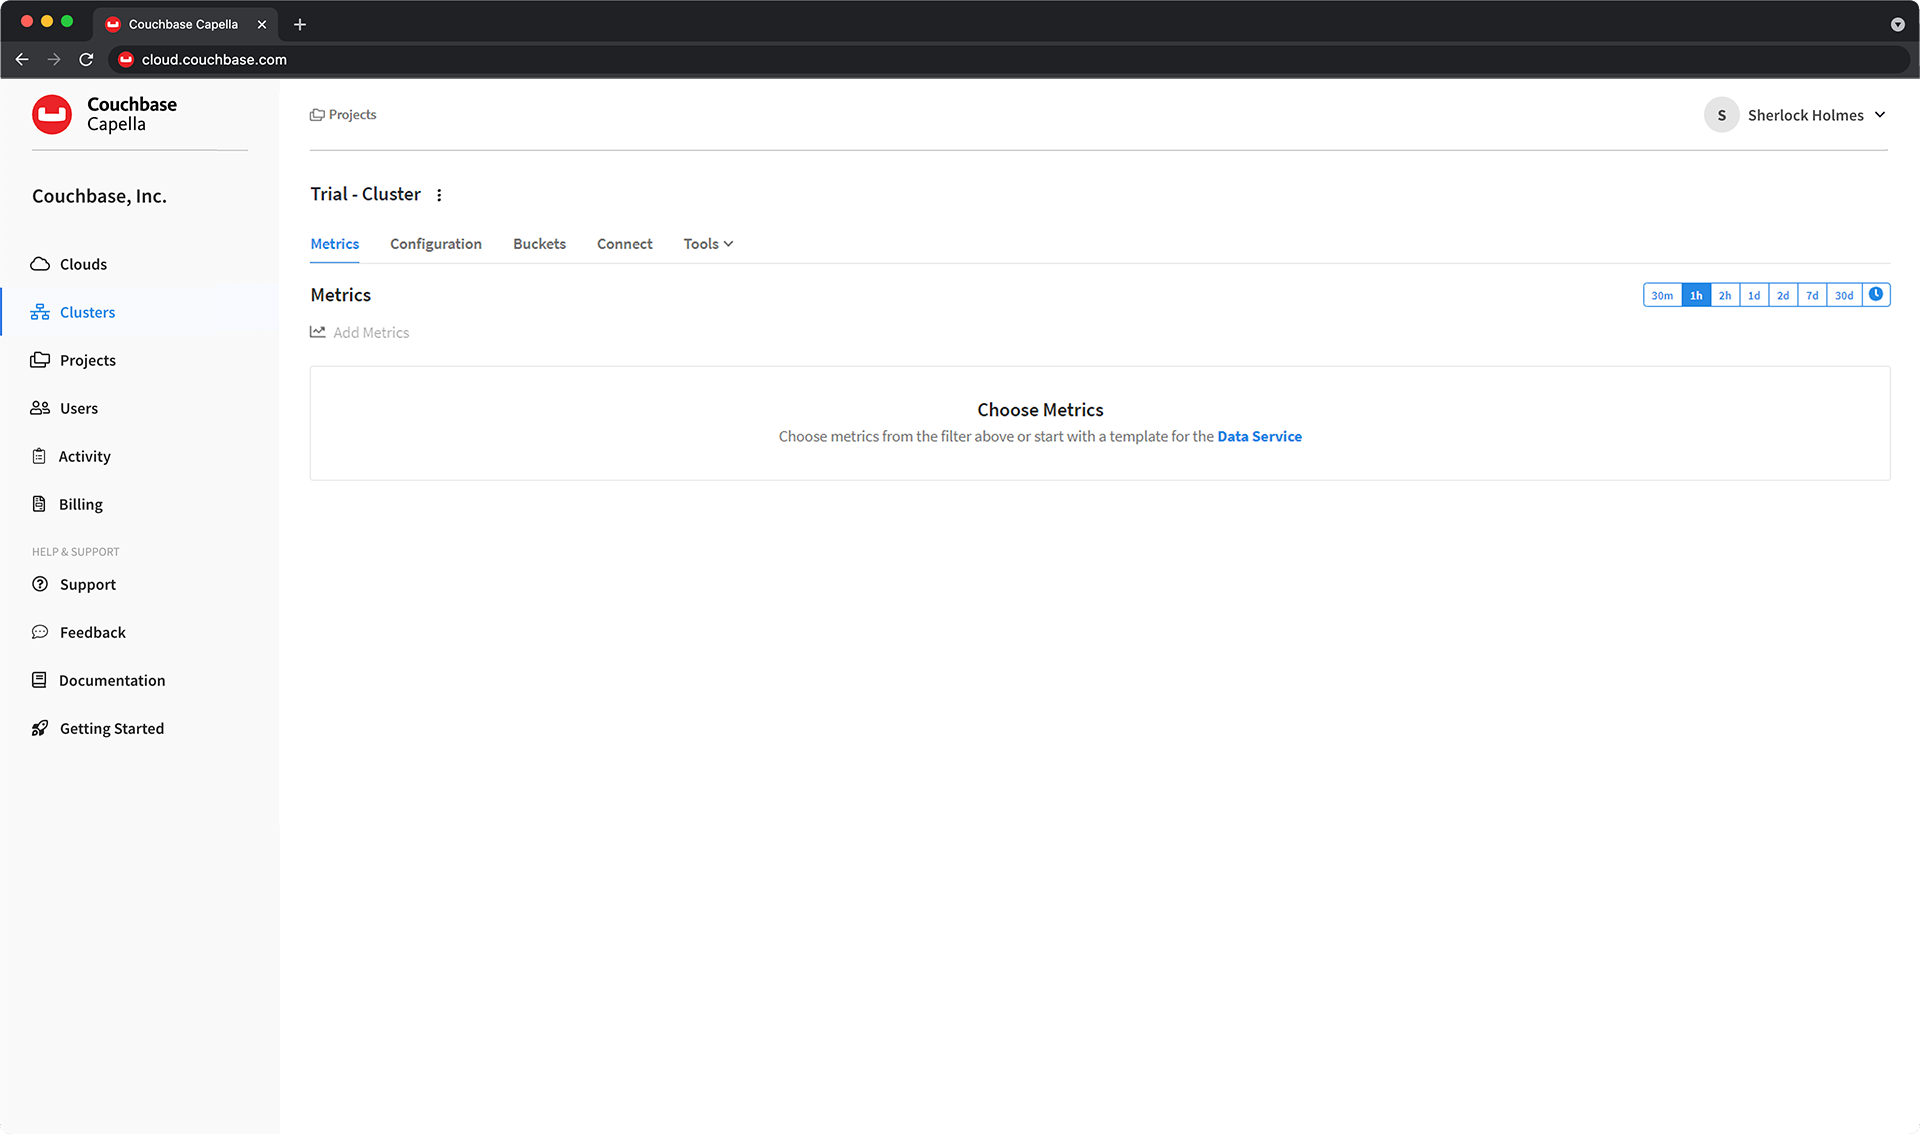 Couchbase Capella
cloud.couchbase.com
Couchbase
Capella
Projects
S Sherlock Holmes
Couchbase, Inc.
Clouds
Clusters
Projects
Users
Activity
Billing
HELP & SUPPORT
Support
Feedback
Documentation
Getting Started
Trial - Cluster
Metrics Configuration Buckets Connect Tools
Metrics
30m 1h 2h 1d 2d 7d 30d
Add Metrics
Choose Metrics
Choose metrics from the filter above or start with a template for the Data Service